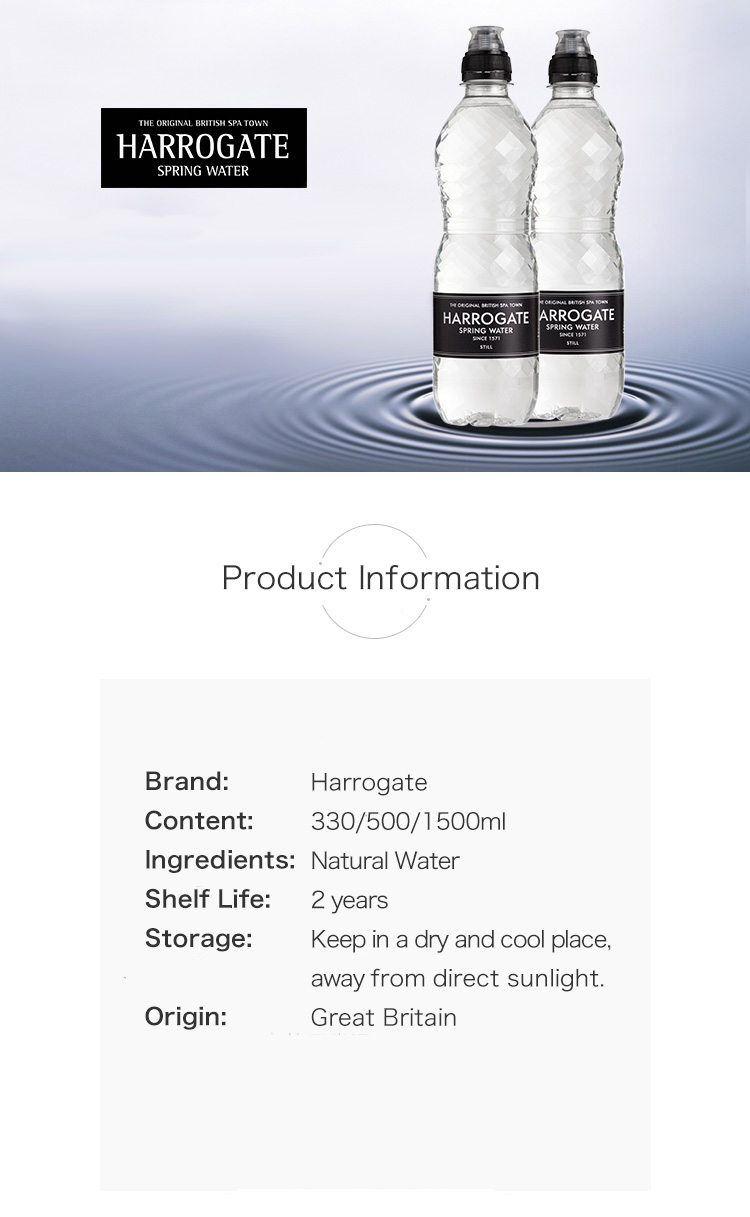 THE ORIGINAL BRITISH SPA TOWN
HARROGATE
SPRING WATER
THE ORIGINAL BRITISH SPA TOWN
HARROGATE
SPRING WATER
SINCE 1571
STILL
HE ORIGINAL BRITISH SPA TOWN
ARROGATE
SPRING WATER
SINCE 1571
STILL
Product Information
Brand: Harrogate
Content: 330/500/1500ml
Ingredients: Natural Water
Shelf Life: 2 years
Storage: Keep in a dry and cool place,
away from direct sunlight.
Origin: Great Britain